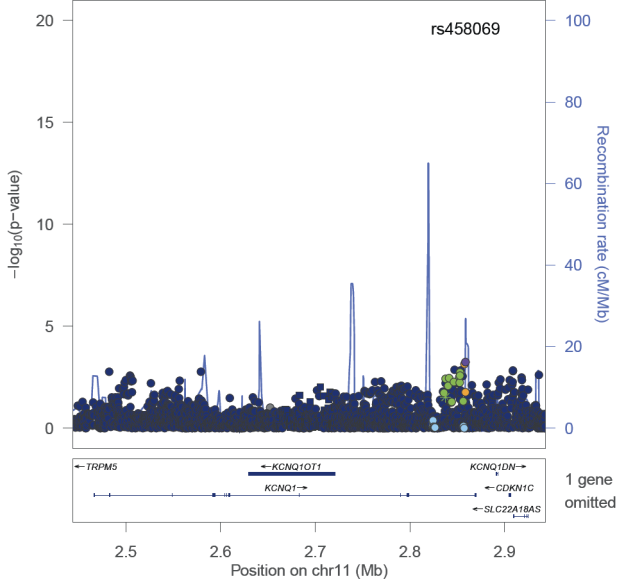 rs458069
20
15
10
5
0
−log10(p−value)
100
80
60
40
20
0
Recombination rate (cM/Mb)
←TRPM5
←KCNQ1OT1
KCNQ1DN→
KCNQ1→
←CDKN1C
←SLC22A18AS
1 gene
omitted
2.5 2.6 2.7 2.8 2.9
Position on chr11 (Mb)